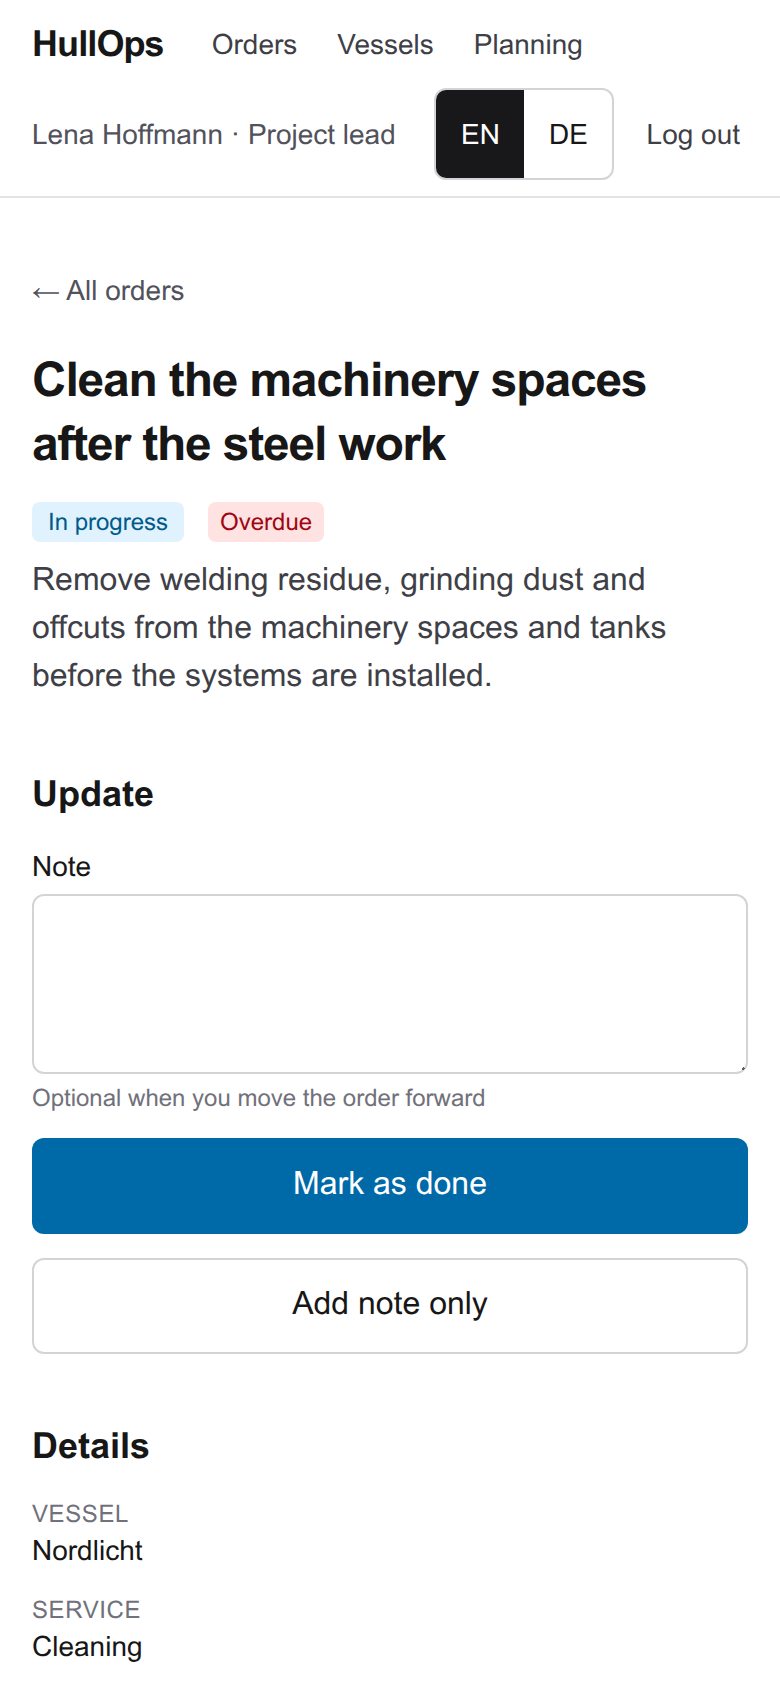 HullOps Orders Vessels Planning
Lena Hoffmann · Project lead EN DE Log out
← All orders
Clean the machinery spaces
after the steel work
In progress Overdue
Remove welding residue, grinding dust and
offcuts from the machinery spaces and tanks
before the systems are installed.
Update
Note
Optional when you move the order forward
Mark as done
Add note only
Details
VESSEL
Nordlicht
SERVICE
Cleaning